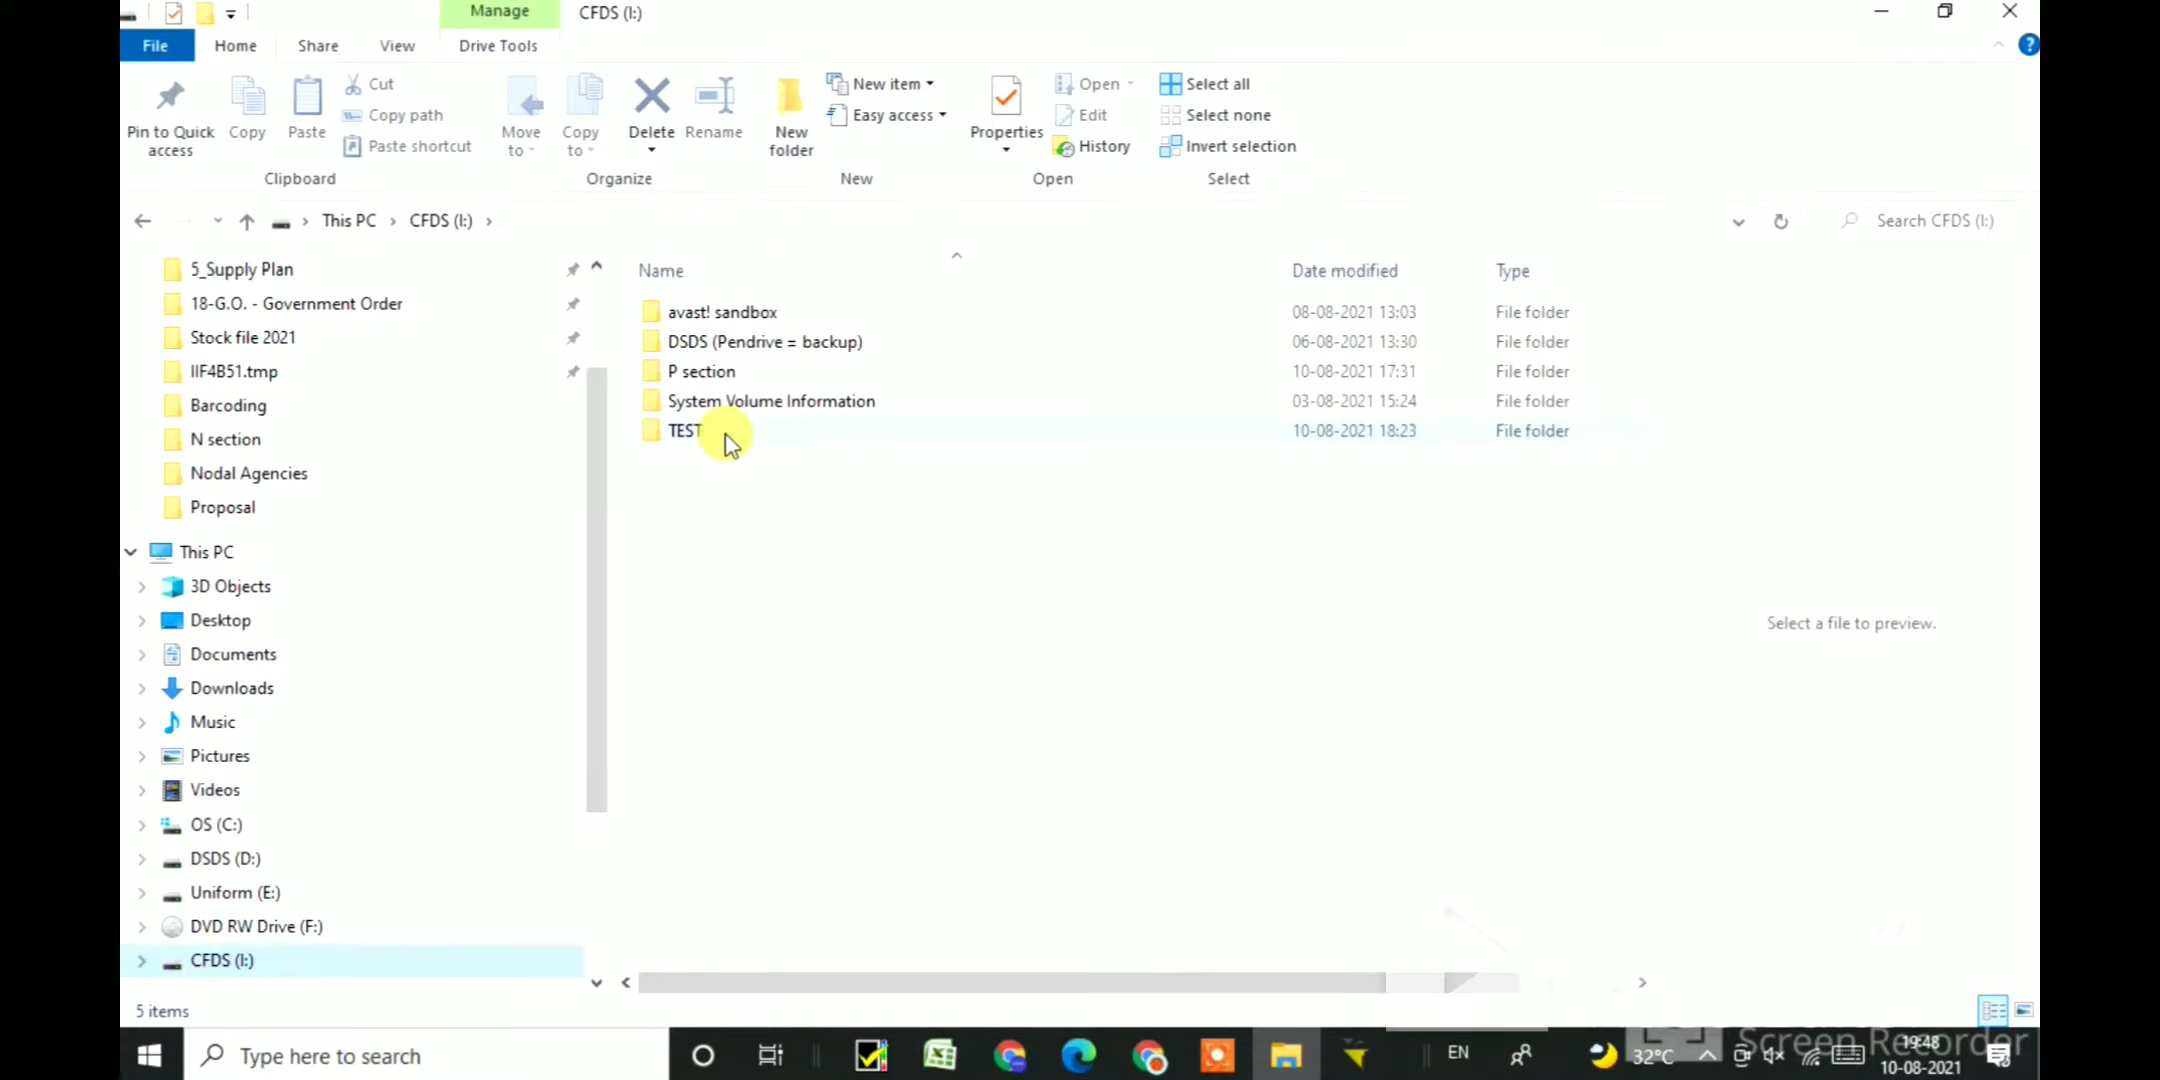 Manage CFDS (I:)
File Home Share View Drive Tools
Pin to Quick access
Copy
Paste
Cut
Copy path
Paste shortcut
Clipboard
Move to
Copy to
Delete
Rename
Organize
New folder
New item
Easy access
New
Properties
Open
Edit
History
Open
Select all
Select none
Invert selection
Select
This PC > CFDS (I:) >
Search CFDS (I:)
5_Supply Plan
18-G.O. - Government Order
Stock file 2021
IIF4B51.tmp
Barcoding
N section
Nodal Agencies
Proposal
This PC
3D Objects
Desktop
Documents
Downloads
Music
Pictures
Videos
OS (C:)
DSDS (D:)
Uniform (E:)
DVD RW Drive (F:)
CFDS (I:)
Name Date modified Type
avast! sandbox 08-08-2021 13:03 File folder
DSDS (Pendrive = backup) 06-08-2021 13:30 File folder
P section 10-08-2021 17:31 File folder
System Volume Information 03-08-2021 15:24 File folder
TEST 10-08-2021 18:23 File folder
Select a file to preview.
5 items
Type here to search
EN
32°C
Screen Recorder
19:48
10-08-2021